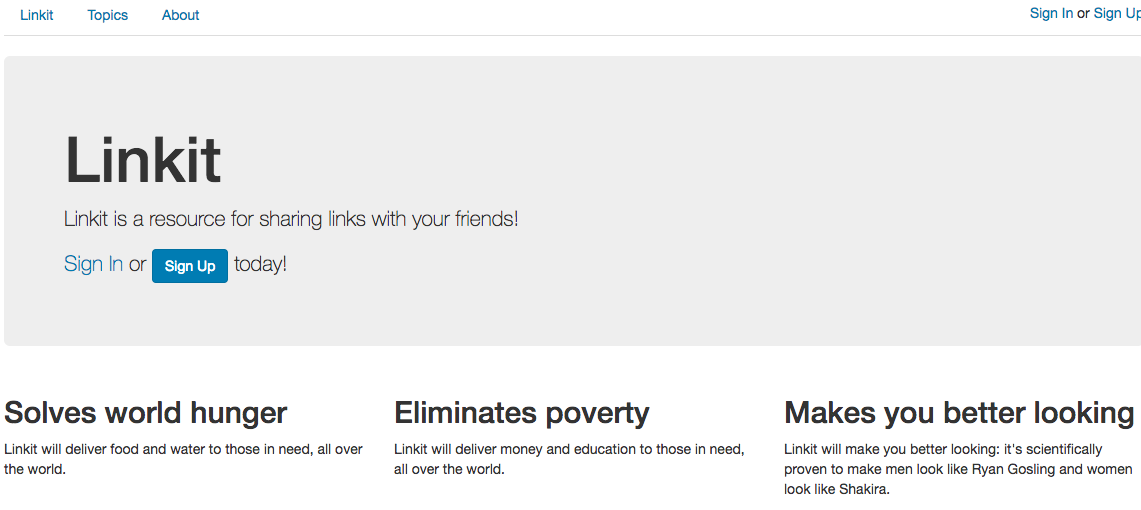 Linkit Topics About Sign In or Sign Up
Linkit
Linkit is a resource for sharing links with your friends!
Sign In or Sign Up today!
Solves world hunger
Linkit will deliver food and water to those in need, all over
the world.
Eliminates poverty
Linkit will deliver money and education to those in need,
all over the world.
Makes you better looking
Linkit will make you better looking: it's scientifically
proven to make men look like Ryan Gosling and women
look like Shakira.